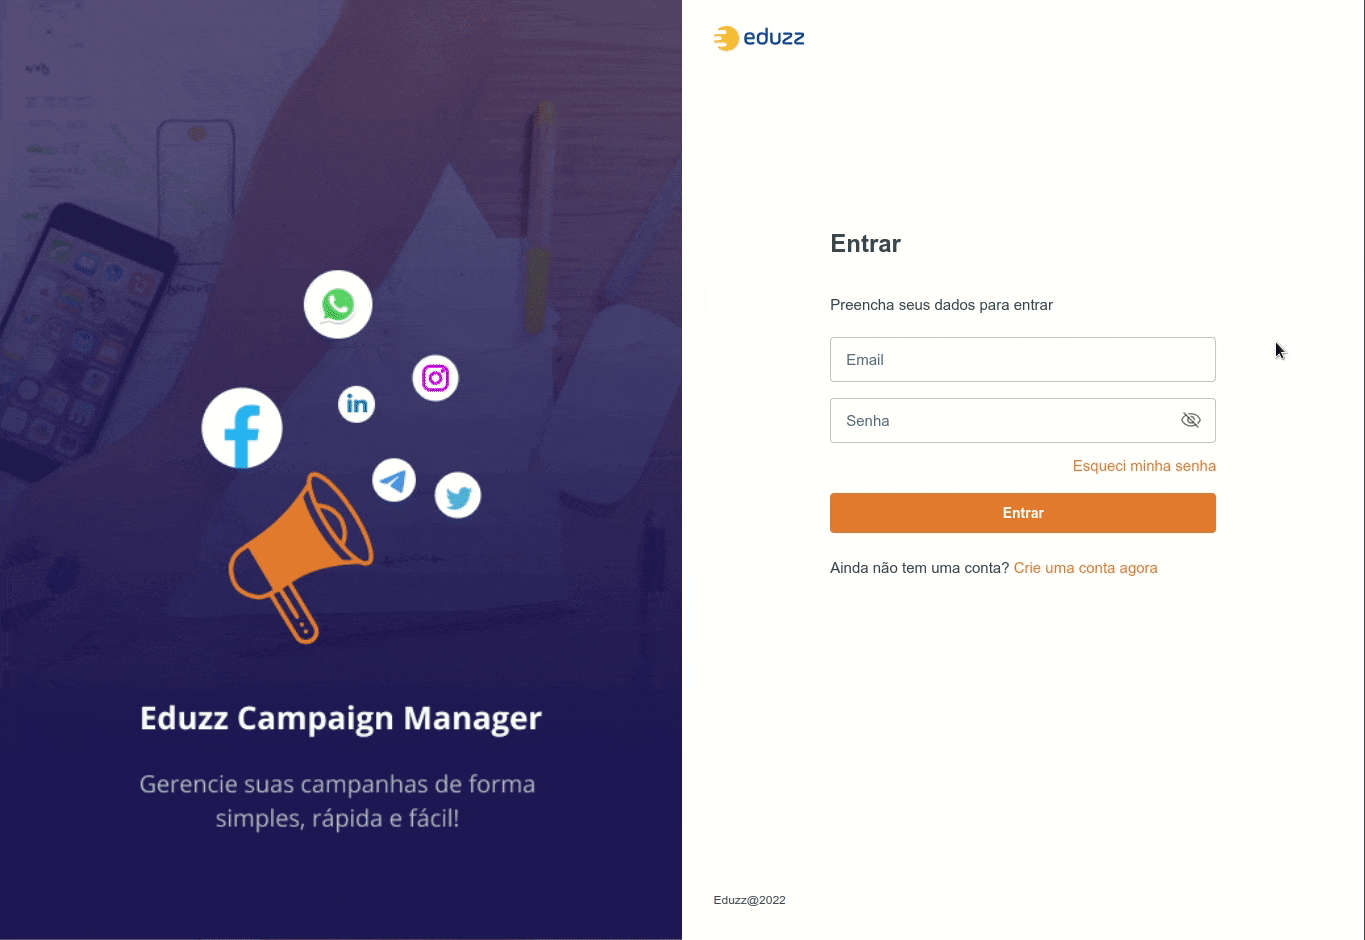 eduzz
Entrar
Preencha seus dados para entrar
Email
Senha
Esqueci minha senha
Entrar
Ainda não tem uma conta? Crie uma conta agora
Eduzz@2022
in
Eduzz Campaign Manager
Gerencie suas campanhas de forma
simples, rápida e fácil!